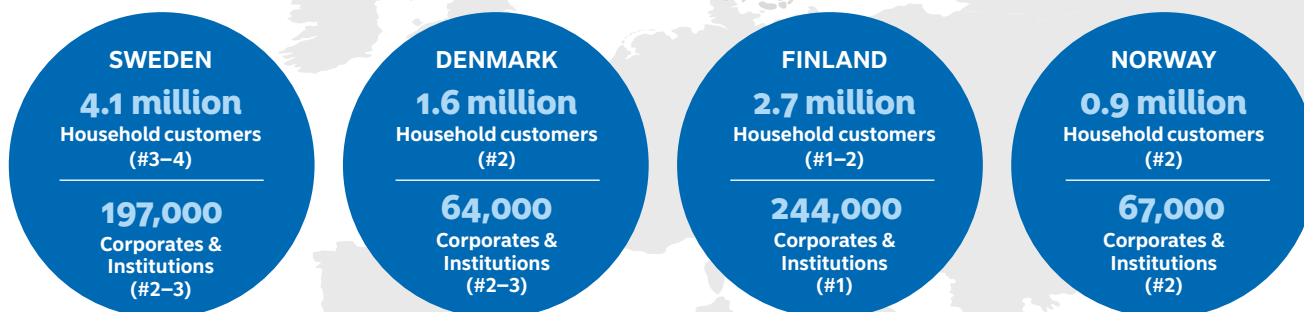 SWEDEN
4.1 million
Household customers
(#3–4)
197,000
Corporates &
Institutions
(#2–3)
DENMARK
1.6 million
Household customers
(#2)
64,000
Corporates &
Institutions
(#2–3)
FINLAND
2.7 million
Household customers
(#1–2)
244,000
Corporates &
Institutions
(#1)
NORWAY
0.9 million
Household customers
(#2)
67,000
Corporates &
Institutions
(#2)